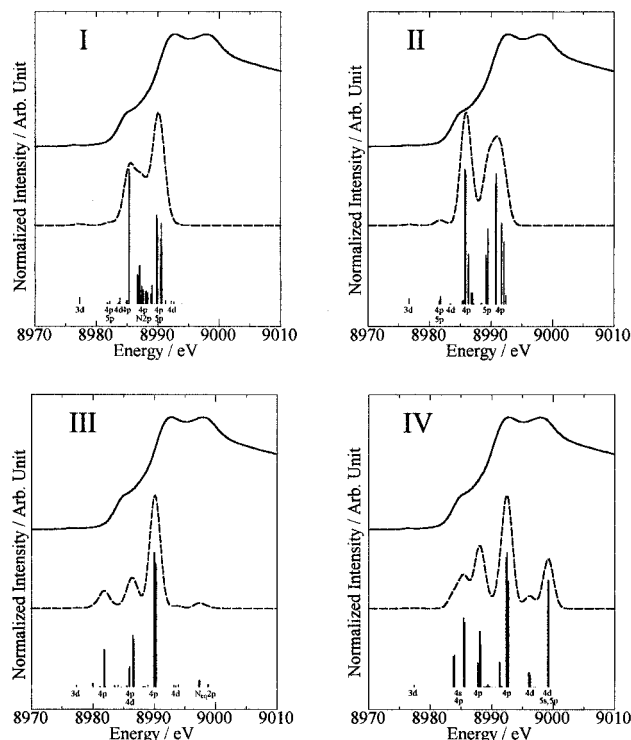 I
Normalized Intensity / Arb. Unit
3d 4p 4d4p 4p 4p 4d
5p N2p 5p
8970 8980 8990 9000 9010
Energy / eV
II
Normalized Intensity / Arb. Unit
3d 4p 4d 4p 5p 4p
5p
8970 8980 8990 9000 9010
Energy / eV
III
Normalized Intensity / Arb. Unit
3d 4p 4p 4p 4d Neq2p
4d
8970 8980 8990 9000 9010
Energy / eV
IV
Normalized Intensity / Arb. Unit
3d 4s 4p 4p 4d 4d
4p 5s,5p
8970 8980 8990 9000 9010
Energy / eV